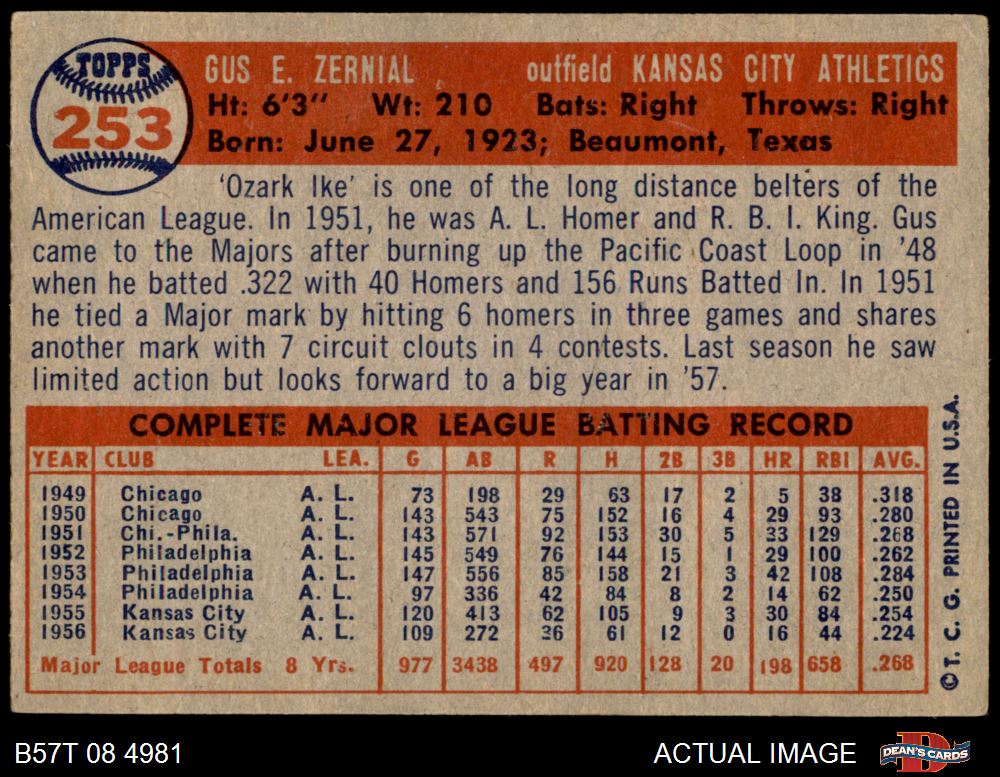 TOPPS
253
GUS E. ZERNIAL outfield KANSAS CITY ATHLETICS
Ht: 6'3" Wt: 210 Bats: Right Throws: Right
Born: June 27, 1923; Beaumont, Texas
'Ozark Ike' is one of the long distance belters of the
American League. In 1951, he was A. L. Homer and R. B. I. King. Gus
came to the Majors after burning up the Pacific Coast Loop in '48
when he batted .322 with 40 Homers and 156 Runs Batted In. In 1951
he tied a Major mark by hitting 6 homers in three games and shares
another mark with 7 circuit clouts in 4 contests. Last season he saw
limited action but looks forward to a big year in '57.
COMPLETE MAJOR LEAGUE BATTING RECORD
YEAR CLUB LEA. G AB R H 2B 3B HR RBI AVG.
1949 Chicago A. L. 73 198 29 63 17 2 5 38 .318
1950 Chicago A. L. 143 543 75 152 16 4 29 93 .280
1951 Chi.-Phila. A. L. 143 571 92 153 30 5 33 129 .268
1952 Philadelphia A. L. 145 549 76 144 15 1 29 100 .262
1953 Philadelphia A. L. 147 556 85 158 21 3 42 108 .284
1954 Philadelphia A. L. 97 336 42 84 8 2 14 62 .250
1955 Kansas City A. L. 120 413 62 105 9 3 30 84 .254
1956 Kansas City A. L. 109 272 36 61 12 0 16 44 .224
Major League Totals 8 Yrs. 977 3438 497 920 128 20 198 658 .268
©T. C. G. PRINTED IN U.S.A.
B57T 08 4981 ACTUAL IMAGE DEAN'S CARDS